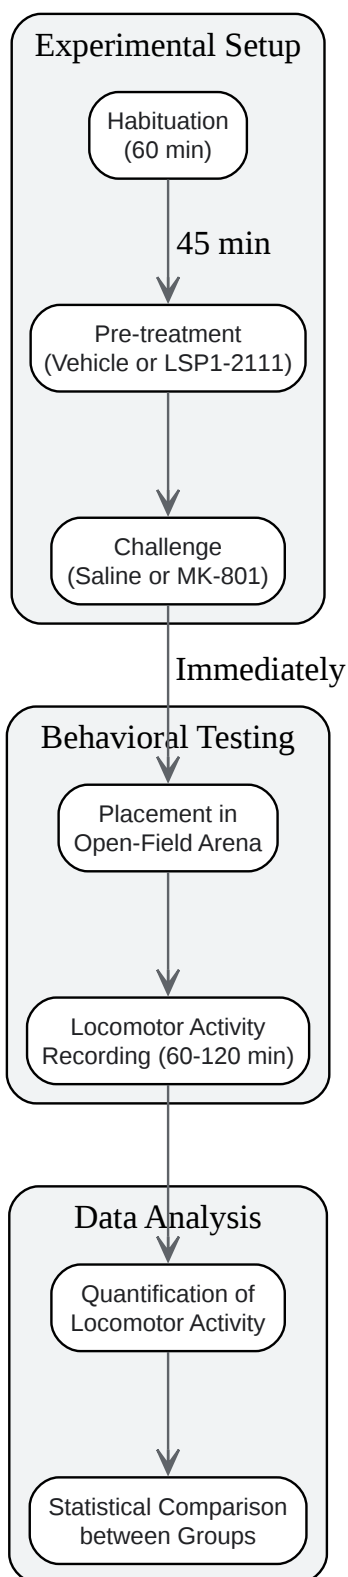 Experimental Setup
Habituation
(60 min)
45 min
Pre-treatment
(Vehicle or LSP1-2111)
Challenge
(Saline or MK-801)
Immediately
Behavioral Testing
Placement in
Open-Field Arena
Locomotor Activity
Recording (60-120 min)
Data Analysis
Quantification of
Locomotor Activity
Statistical Comparison
between Groups